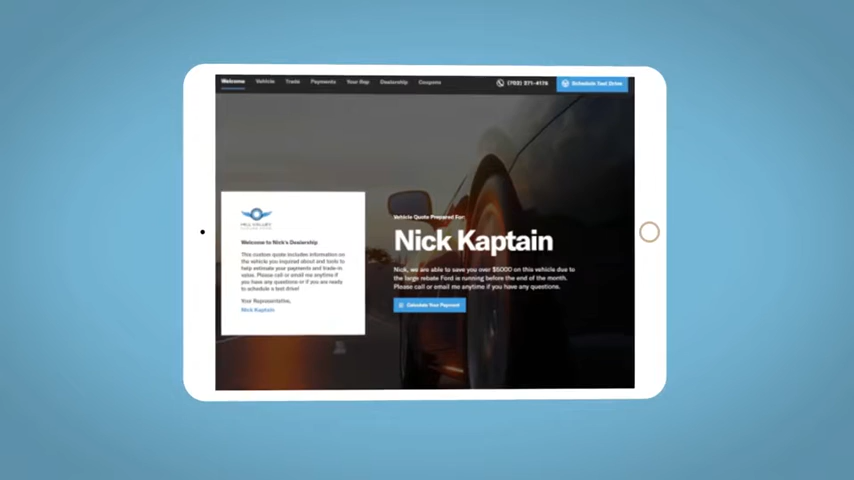 Welcome Vehicle Trade Payments Your Rep Dealership Coupons (702) 371-4178 Schedule Test Drive
HILL VALLEY
Welcome to Nick's Dealership
This custom quote includes information on
the vehicle you inquired about and tools to
help estimate your payments and trade-in
value. Please call or email me anytime if
you have any questions or if you are ready
to schedule a test drive!
Your Representative,
Nick Kaptain
Vehicle Quote Prepared For:
Nick Kaptain
Nick, we are able to save you over $5000 on this vehicle due to
the large rebate Ford is running before the end of the month.
Please call or email me anytime if you have any questions.
Calculate Your Payment